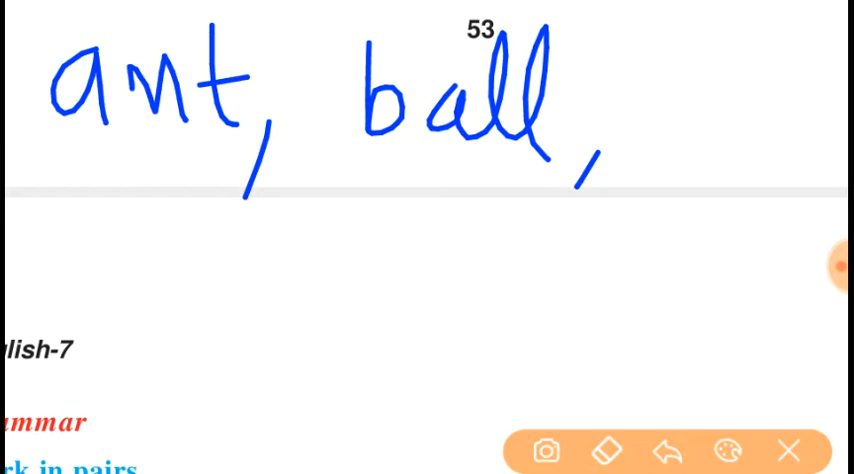 53
ant, ball,
lish-7
mmar
rk in pairs